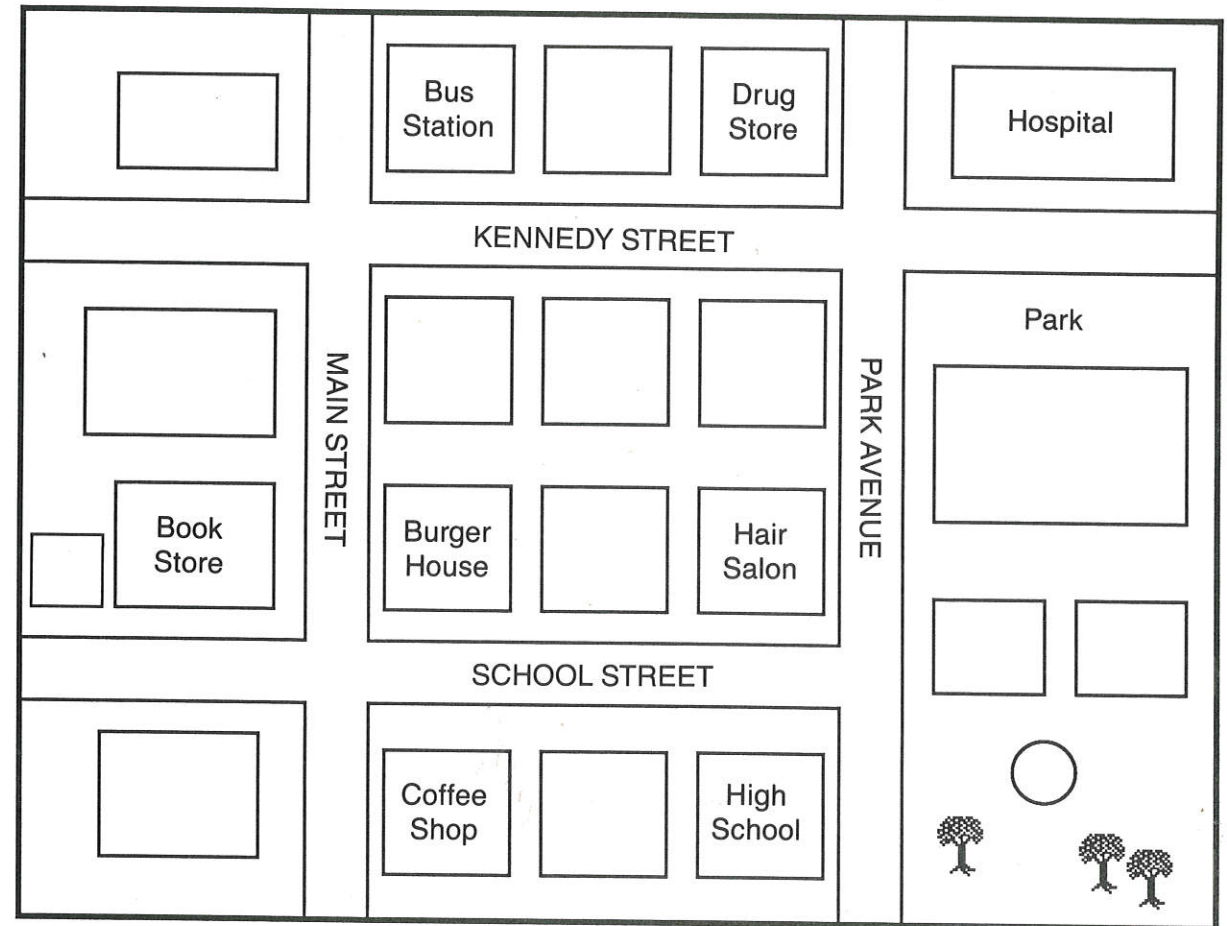 Bus
Station
Drug
Store
Hospital
KENNEDY STREET
Park
MAIN STREET
PARK AVENUE
Book
Store
Burger
House
Hair
Salon
SCHOOL STREET
Coffee
Shop
High
School